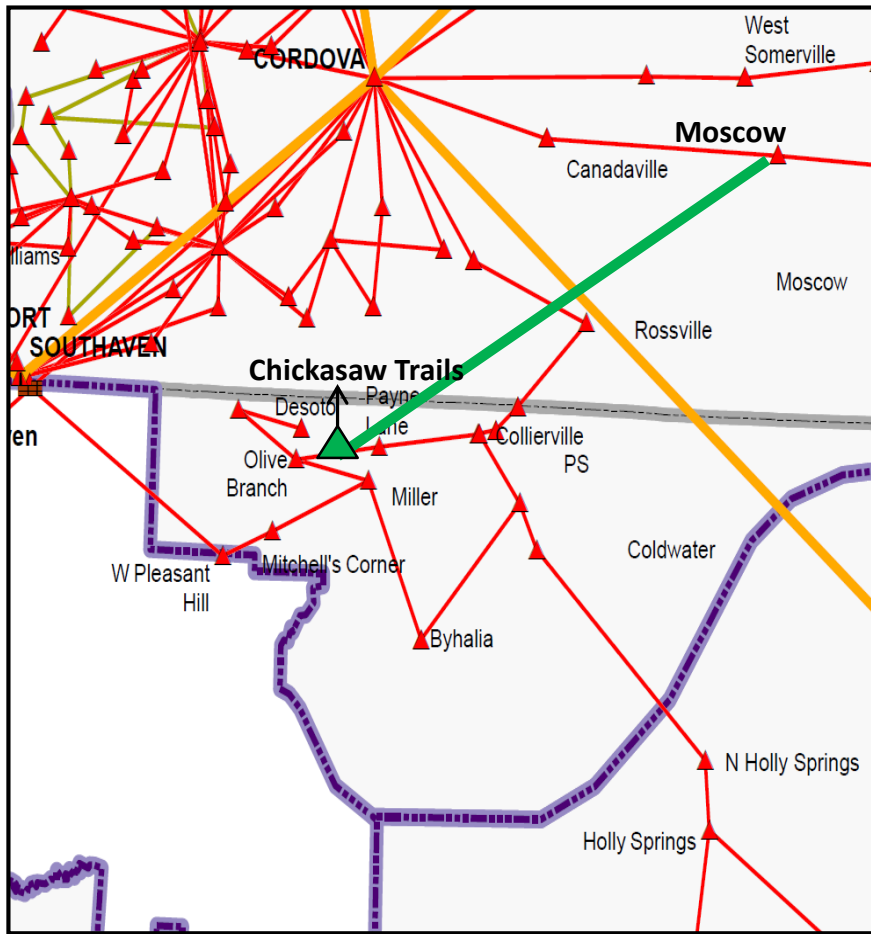 West
Somerville
CORDOVA
Moscow
Canadaville
lliams
Moscow
ORT
Rossville
SOUTHAVEN
Chickasaw Trails
Payne
Desoto
Lane
ven
Collierville
PS
Olive
Branch
Miller
Coldwater
Mitchell's Corner
W Pleasant
Hill
Byhalia
N Holly Springs
Holly Springs